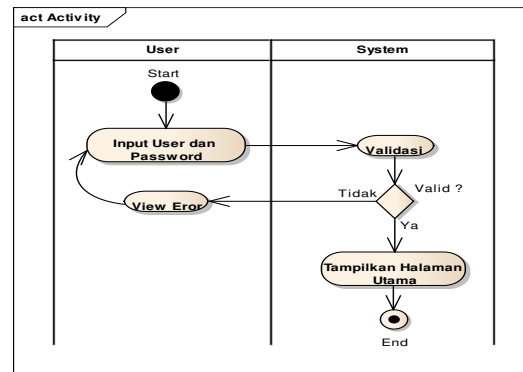 act Activity
User
System
Start
Input User dan
Password
Validasi
Valid ?
Tidak
View Eror
Ya
Tampilkan Halaman
Utama
End